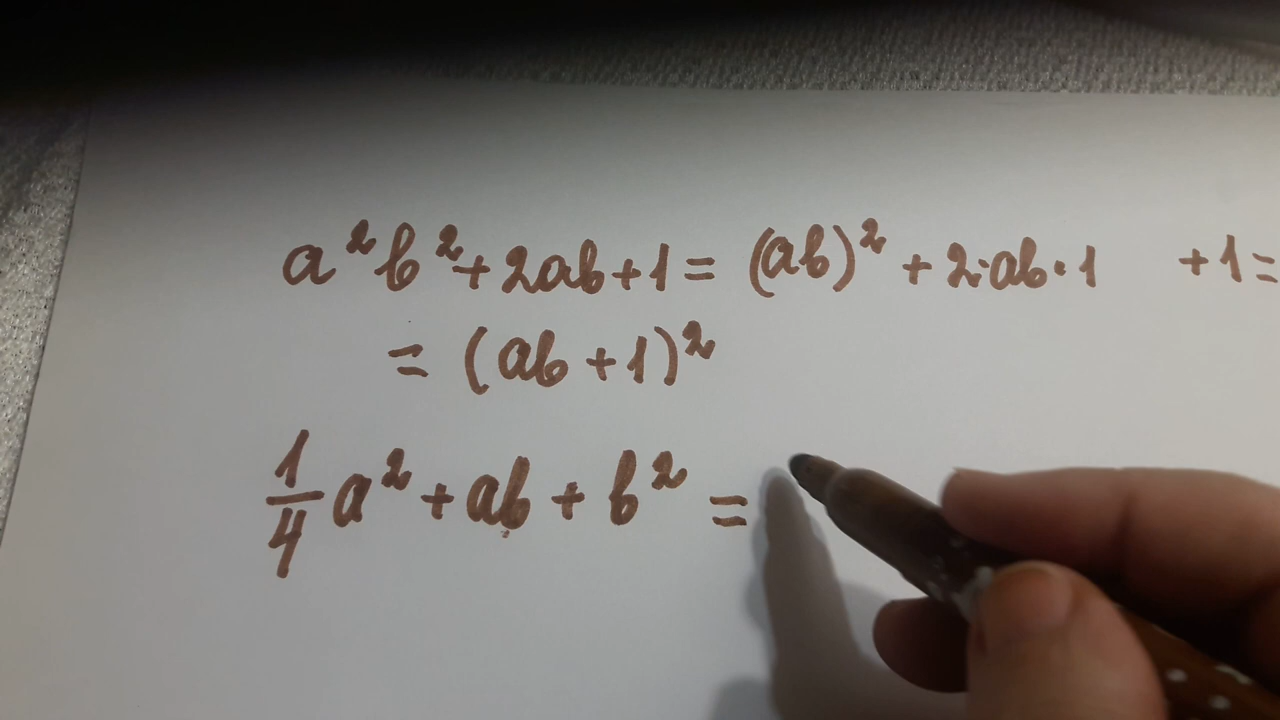 a²b²+2ab+1= (ab)² + 2·ab·1 +1=
= (ab +1)²
1/4 a² + ab + b² =